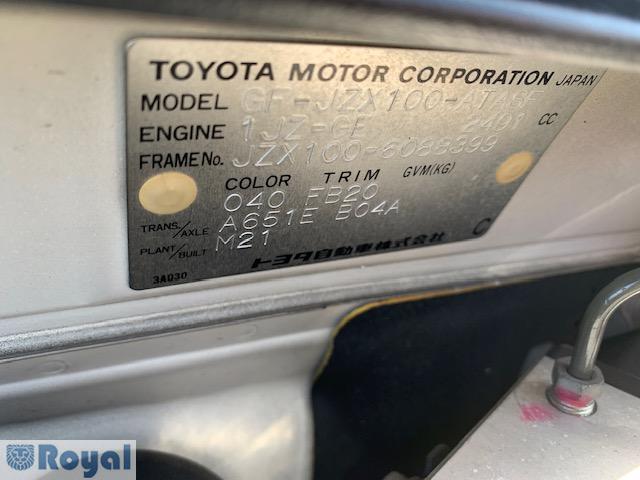 TOYOTA MOTOR CORPORATION JAPAN
MODEL GF-JZX100-
ENGINE 1JZ-GE 2491 CC
FRAME No. JZX100-6088399
COLOR TRIM GVM(KG)
040 FB20
TRANS./AXLE A651E B04A
PLANT/BUILT M21 C
トヨタ自動車株式会社
3AQ30
Royal